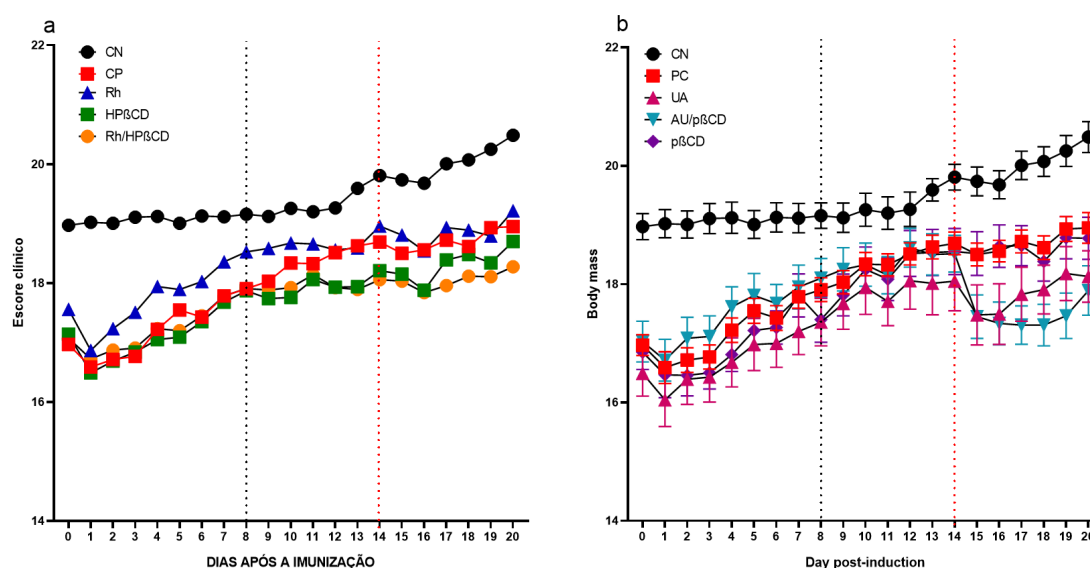 a
Escore clínico
22
20
18
16
14
CN
CP
Rh
HPßCD
Rh/HPßCD
0 1 2 3 4 5 6 7 8 9 10 11 12 13 14 15 16 17 18 19 20
DIAS APÓS A IMUNIZAÇÃO
b
Body mass
22
20
18
16
14
CN
PC
UA
AU/pßCD
pßCD
0 1 2 3 4 5 6 7 8 9 10 11 12 13 14 15 16 17 18 19 20
Day post-induction